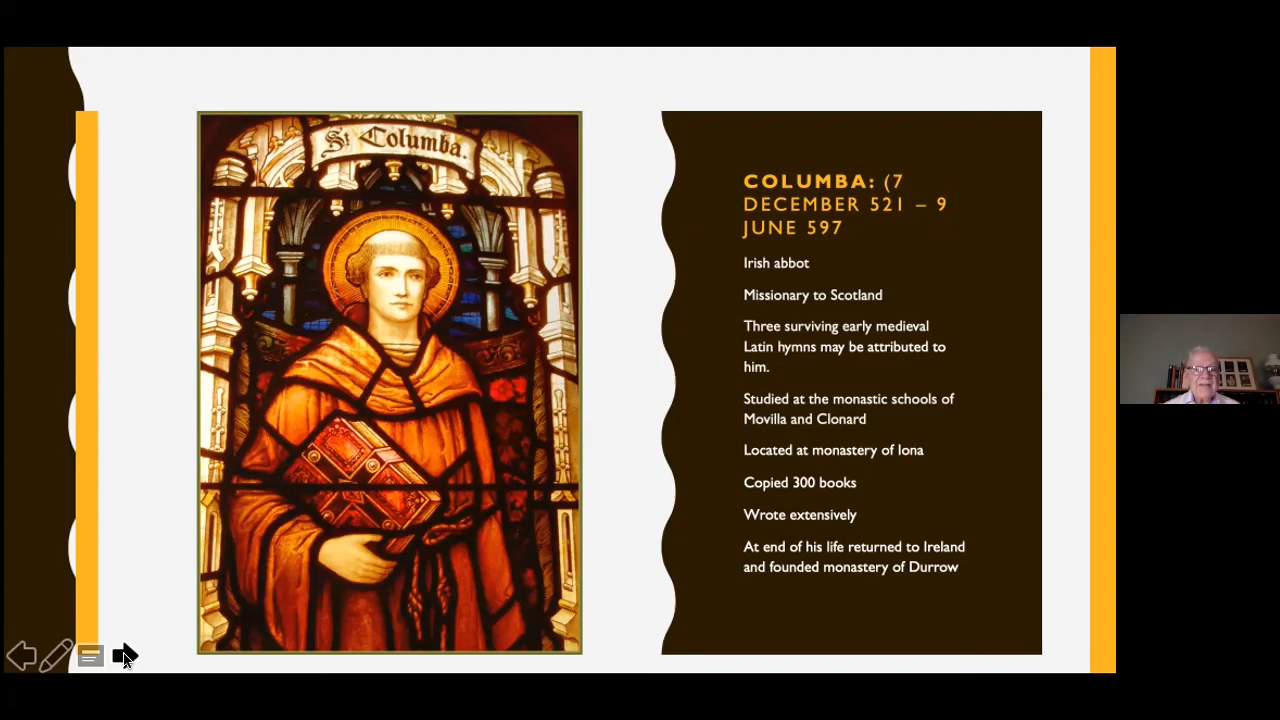 St Columba.
COLUMBA: (7
DECEMBER 521 – 9
JUNE 597
Irish abbot
Missionary to Scotland
Three surviving early medieval
Latin hymns may be attributed to
him.
Studied at the monastic schools of
Movilla and Clonard
Located at monastery of Iona
Copied 300 books
Wrote extensively
At end of his life returned to Ireland
and founded monastery of Durrow